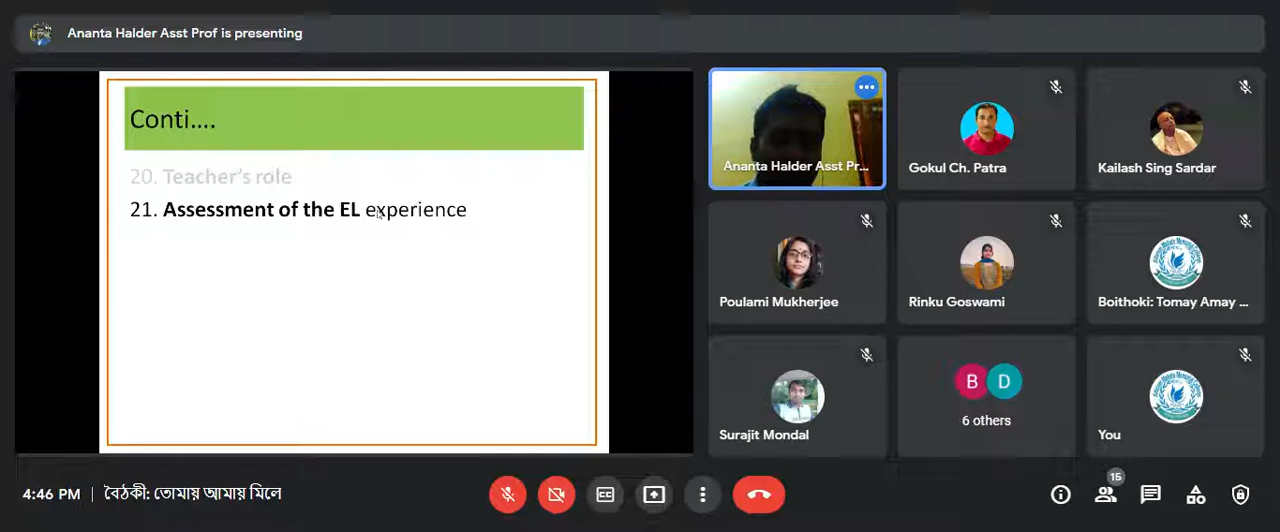 Ananta Halder Asst Prof is presenting
Conti....
20. Teacher's role
21. Assessment of the EL experience
Ananta Halder Asst Pr...
Gokul Ch. Patra
Kailash Sing Sardar
Poulami Mukherjee
Rinku Goswami
Boithoki: Tomay Amay ...
Surajit Mondal
B D
6 others
You
4:46 PM | বৈঠকী: তোমায় আমায় মিলে
CC
15